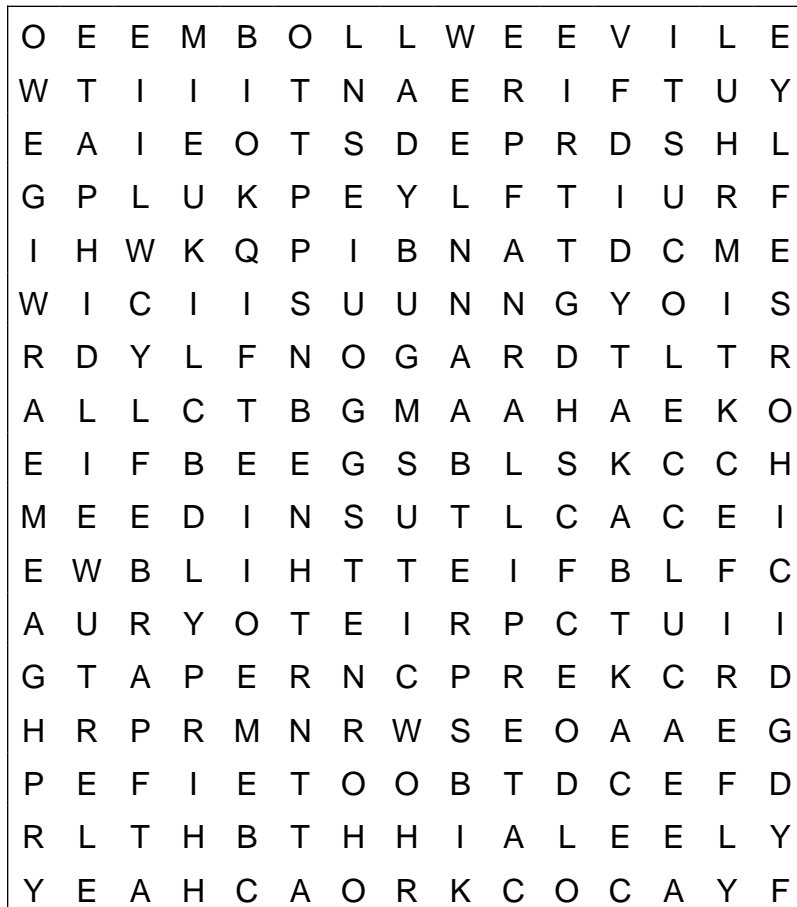 O E E M B O L L W E E V I L E
W T I I I T N A E R I F T U Y
E A I E O T S D E P R D S H L
G P L U K P E Y L F T I U R F
I H W K Q P I B N A T D C M E
W I C I I S U U N N G Y O I S
R D Y L F N O G A R D T L T R
A L L C T B G M A A H A E K O
E I F B E E G S B L S K C C H
M E E D I N S U T L C A C E I
E W B L I H T T E I F B L F C
A U R Y O T E I R P C T U I I
G T A P E R N C P R E K C R D
H R P R M N R W S E O A A E G
P E F I E T O O B T D C E F D
R L T H B T H H I A L E E L Y
Y E A H C A O R K C O C A Y F